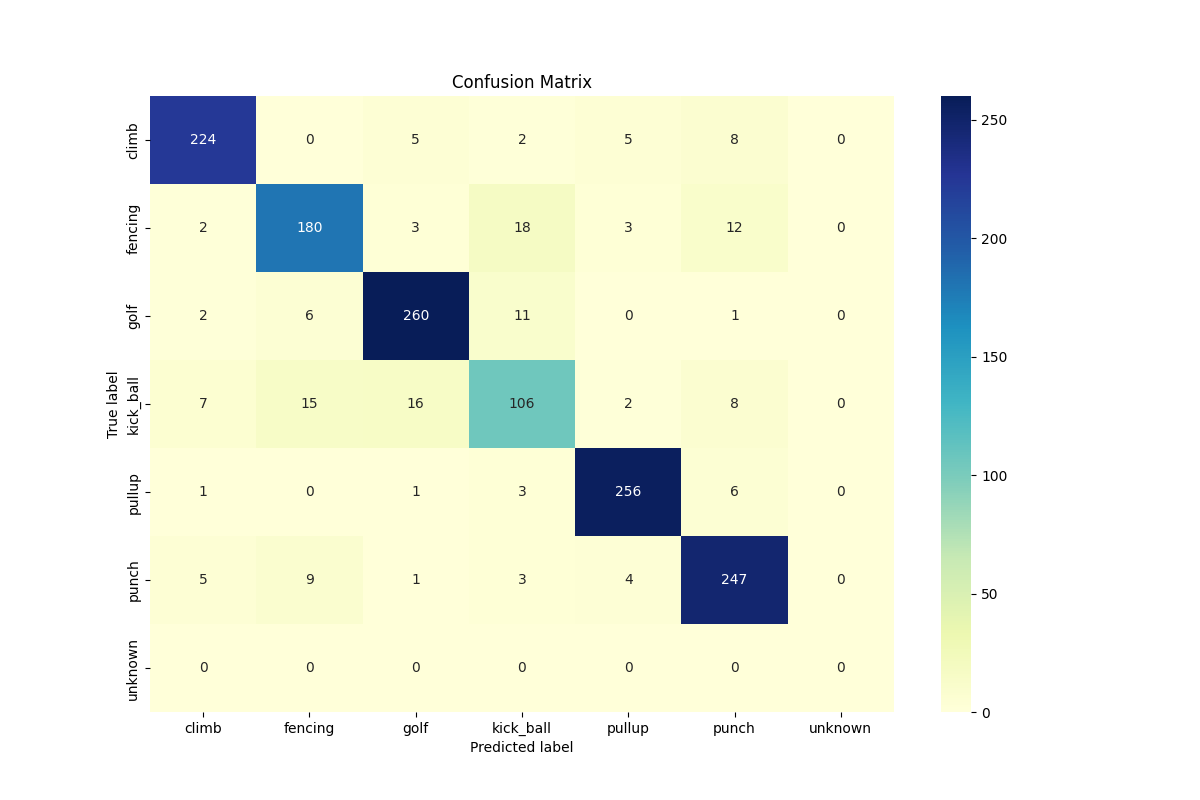 Confusion Matrix
climb 224 0 5 2 5 8 0
fencing 2 180 3 18 3 12 0
golf 2 6 260 11 0 1 0
kick_ball 7 15 16 106 2 8 0
pullup 1 0 1 3 256 6 0
punch 5 9 1 3 4 247 0
unknown 0 0 0 0 0 0 0
True label
climb fencing golf kick_ball pullup punch unknown
Predicted label
250
200
150
100
50
0